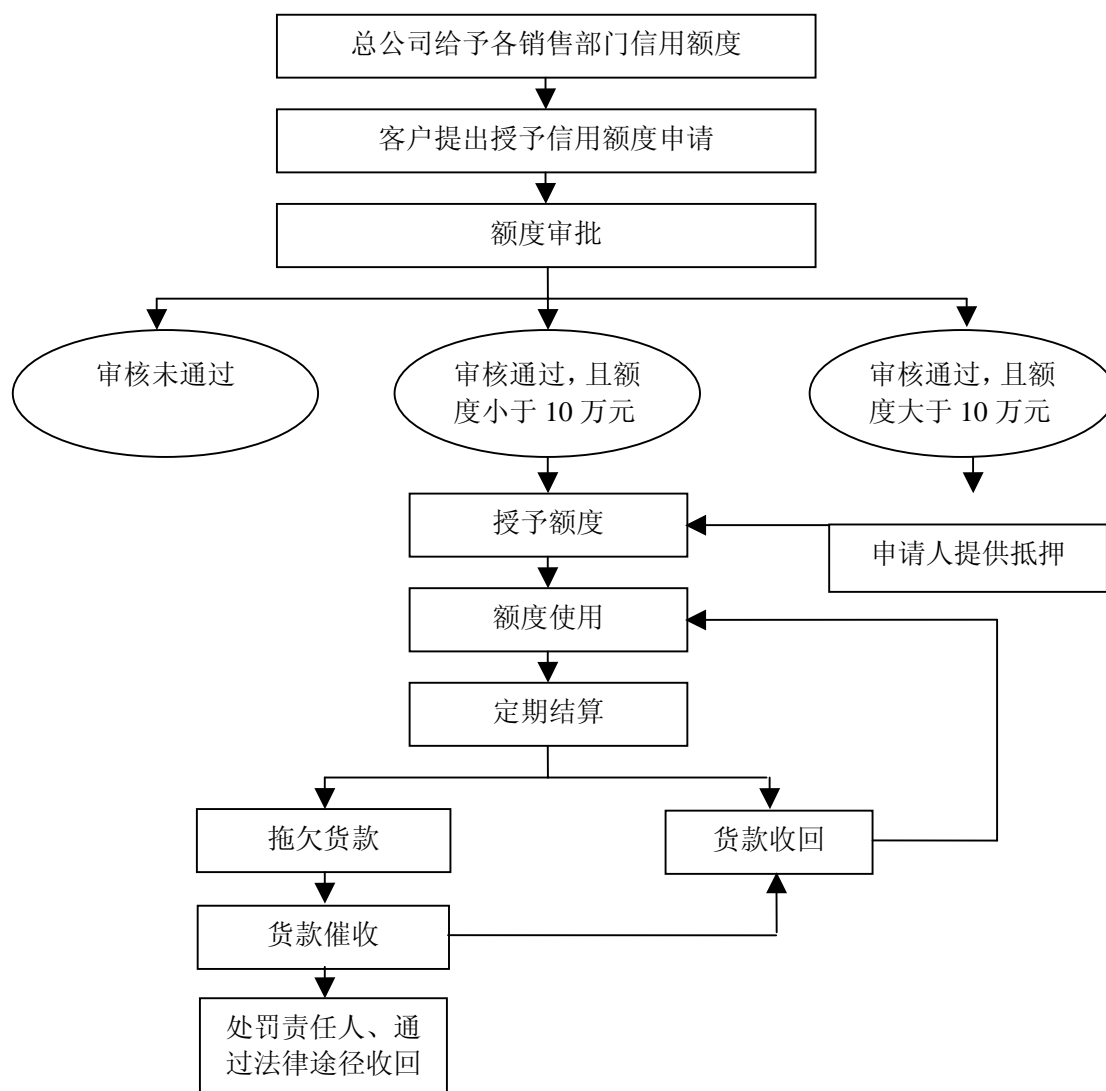 总公司给予各销售部门信用额度
客户提出授予信用额度申请
额度审批
审核未通过
审核通过，且额
度小于 10 万元
审核通过，且额
度大于 10 万元
授予额度
申请人提供抵押
额度使用
定期结算
拖欠货款
货款收回
货款催收
处罚责任人、通
过法律途径收回